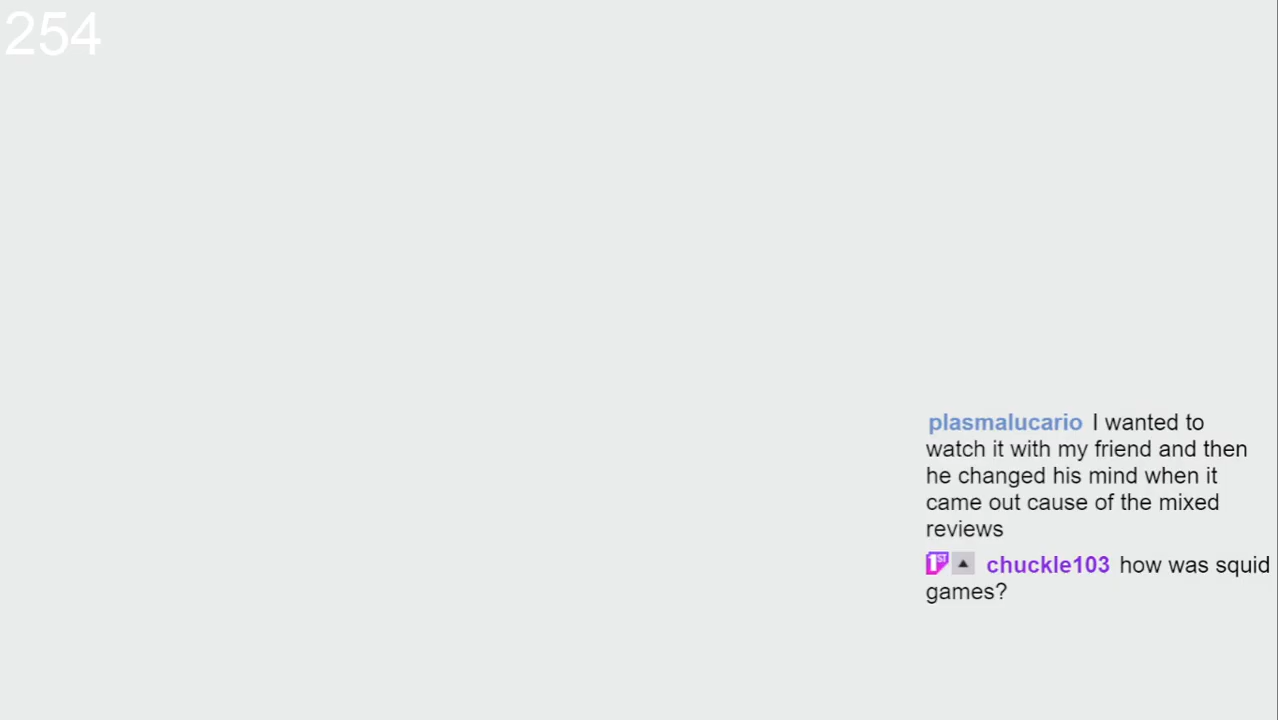 254
plasmalucario I wanted to
watch it with my friend and then
he changed his mind when it
came out cause of the mixed
reviews
1ST chuckle103 how was squid
games?